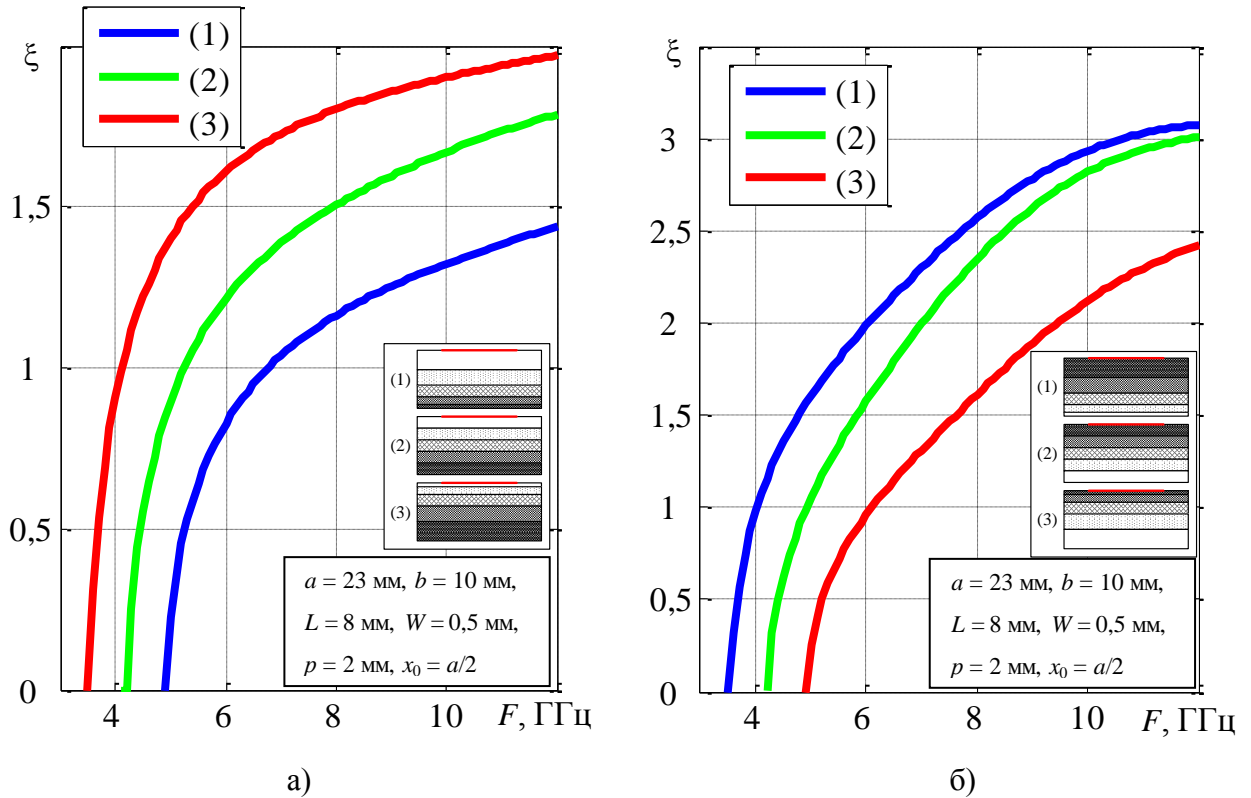 ξ
(1)
(2)
(3)
1,5
1
0,5
0
4
6
8
10
F, ГГц
(1)
(2)
(3)
a = 23 мм, b = 10 мм,
L = 8 мм, W = 0,5 мм,
p = 2 мм, x₀ = a/2
а)
ξ
(1)
(2)
(3)
3
2,5
2
1,5
1
0,5
0
4
6
8
10
F, ГГц
(1)
(2)
(3)
a = 23 мм, b = 10 мм,
L = 8 мм, W = 0,5 мм,
p = 2 мм, x₀ = a/2
б)